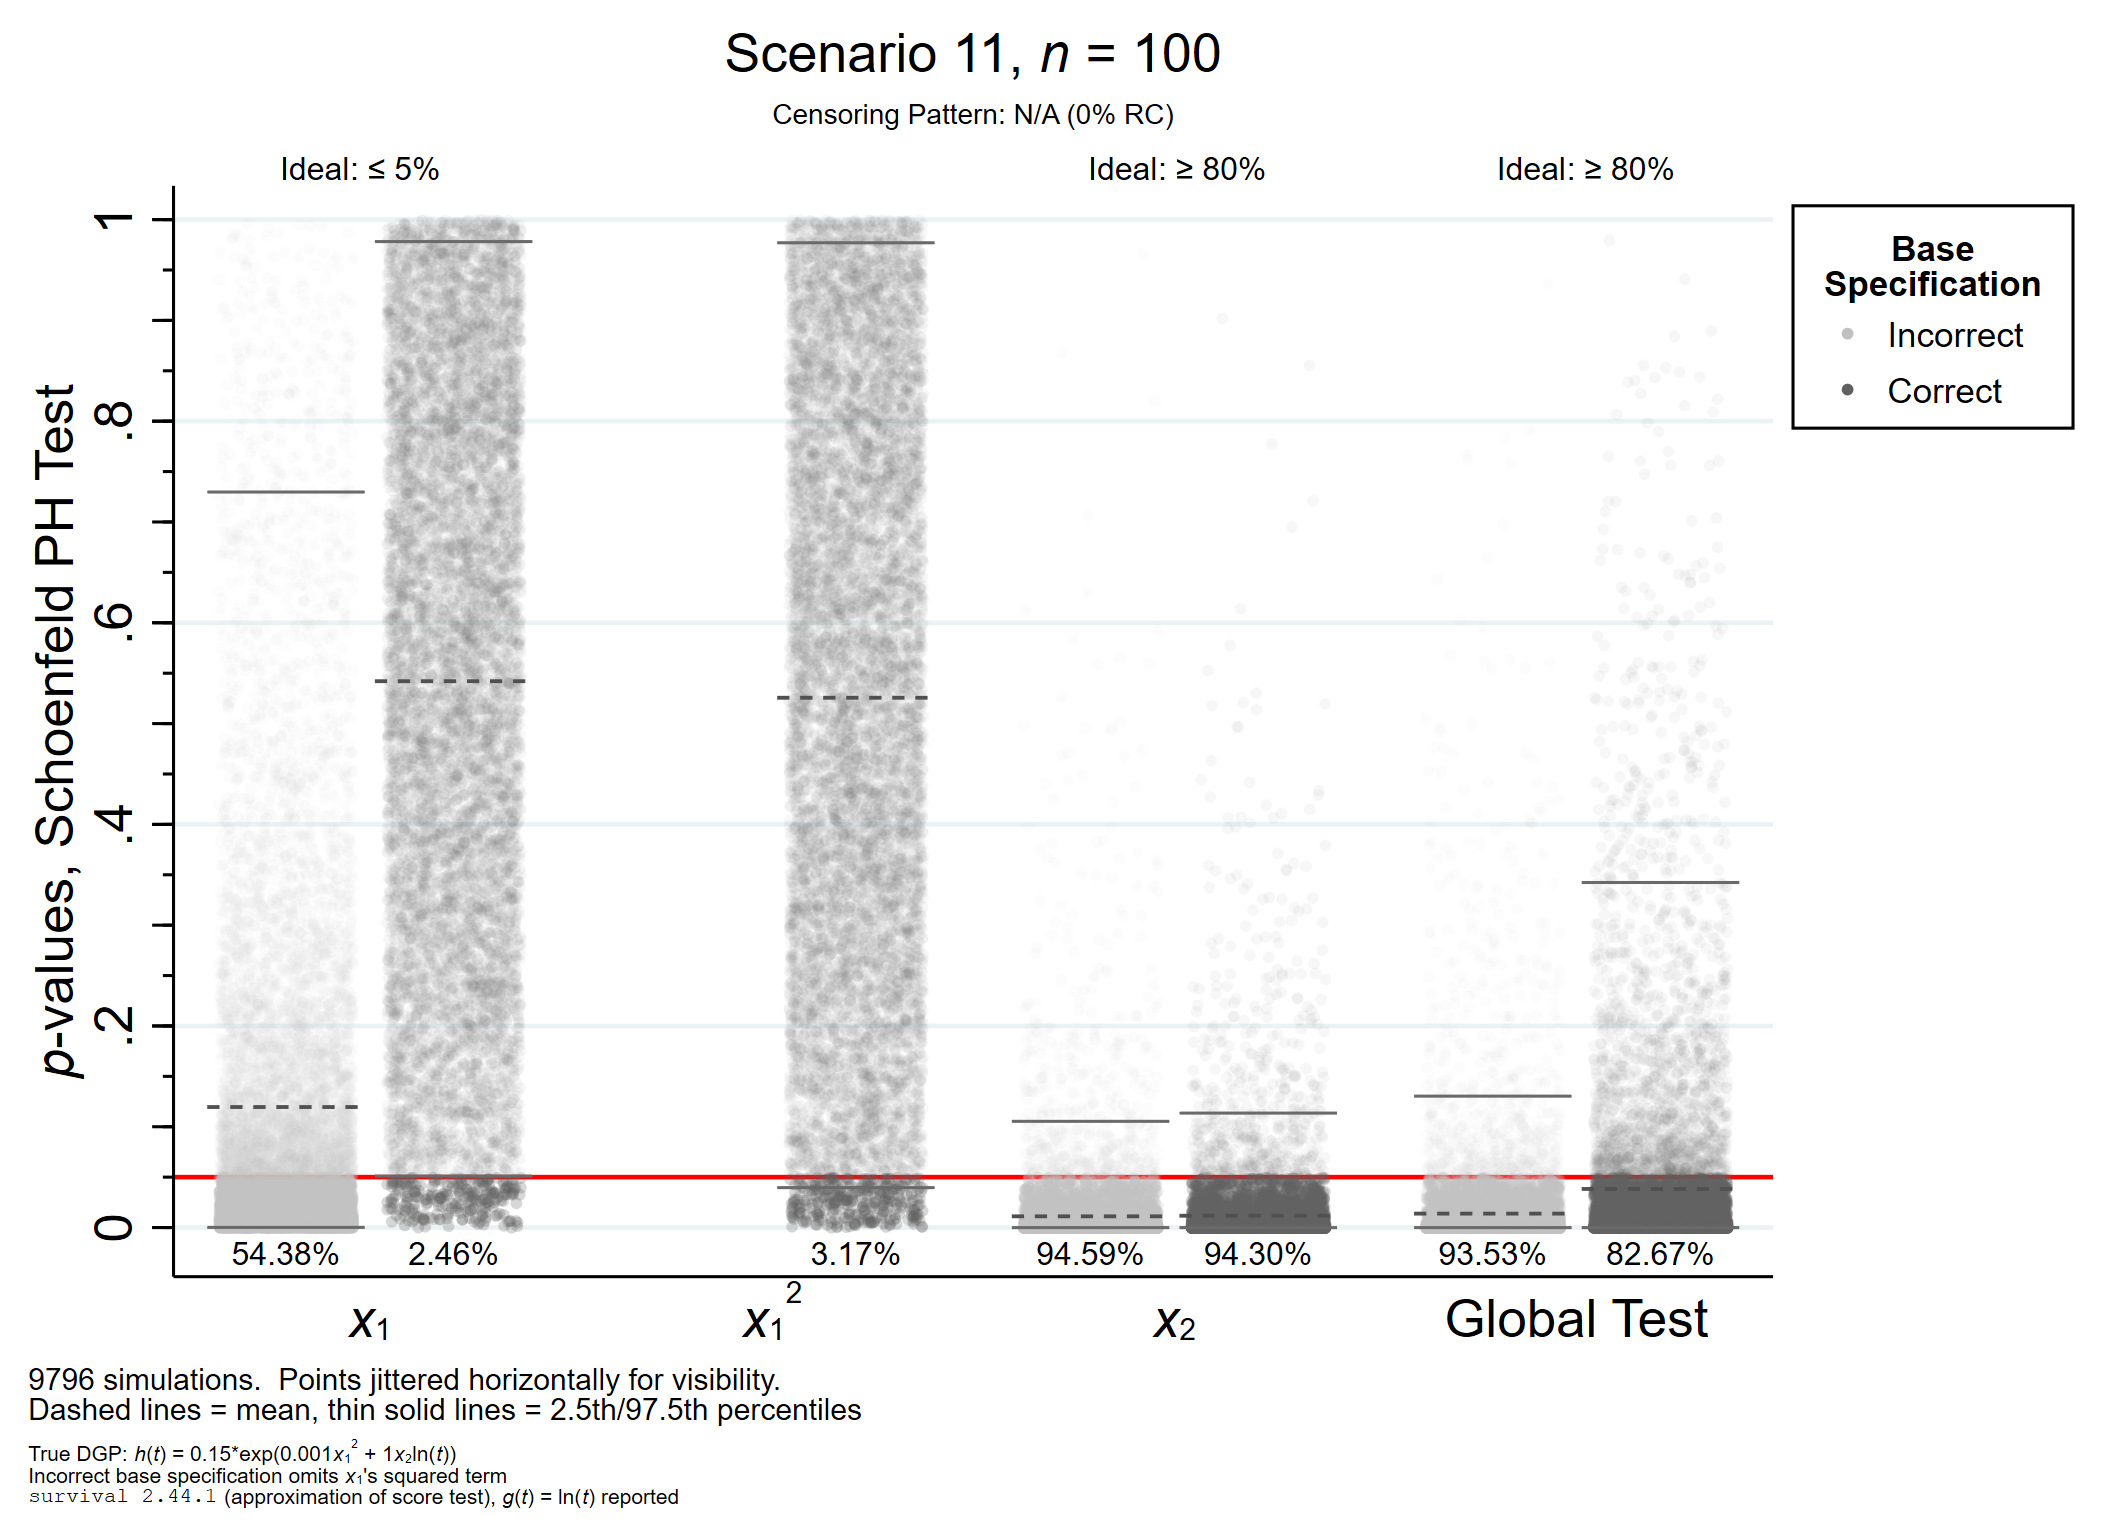 Scenario 11, n = 100
Censoring Pattern: N/A (0% RC)
Ideal: ≤ 5%
Ideal: ≥ 80%
Ideal: ≥ 80%
p-values, Schoenfeld PH Test
1
.8
.6
.4
.2
0
Base
Specification
Incorrect
Correct
54.38%
2.46%
3.17%
94.59%
94.30%
93.53%
82.67%
x₁
x₁²
x₂
Global Test
9796 simulations.  Points jittered horizontally for visibility.
Dashed lines = mean, thin solid lines = 2.5th/97.5th percentiles
True DGP: h(t) = 0.15*exp(0.001x₁² + 1x₂ln(t))
Incorrect base specification omits x₁'s squared term
survival 2.44.1 (approximation of score test), g(t) = ln(t) reported